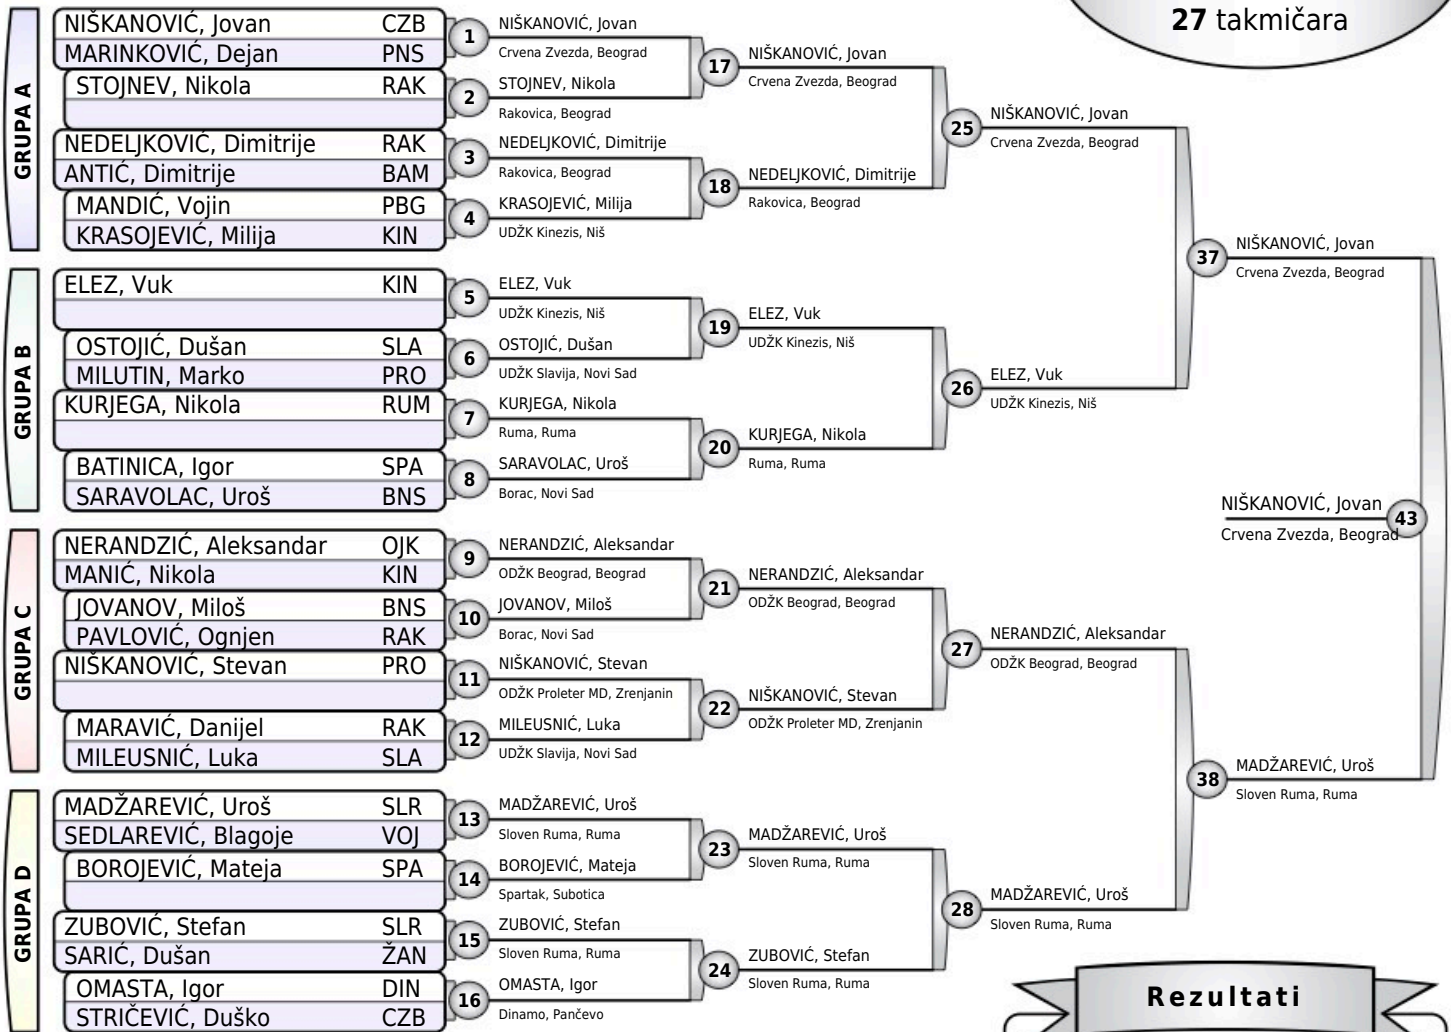 27 takmičara
GRUPA A
NIŠKANOVIĆ, Jovan CZB
MARINKOVIĆ, Dejan PNS
STOJNEV, Nikola RAK
NEDELJKOVIĆ, Dimitrije RAK
ANTIĆ, Dimitrije BAM
MANDIĆ, Vojin PBG
KRASOJEVIĆ, Milija KIN
GRUPA B
ELEZ, Vuk KIN
OSTOJIĆ, Dušan SLA
MILUTIN, Marko PRO
KURJEGA, Nikola RUM
BATINICA, Igor SPA
SARAVOLAC, Uroš BNS
GRUPA C
NERANDZIĆ, Aleksandar OJK
MANIĆ, Nikola KIN
JOVANOV, Miloš BNS
PAVLOVIĆ, Ognjen RAK
NIŠKANOVIĆ, Stevan PRO
MARAVIĆ, Danijel RAK
MILEUSNIĆ, Luka SLA
GRUPA D
MADŽAREVIĆ, Uroš SLR
SEDLAREVIĆ, Blagoje VOJ
BOROJEVIĆ, Mateja SPA
ZUBOVIĆ, Stefan SLR
SARIĆ, Dušan ŽAN
OMASTA, Igor DIN
STRIČEVIĆ, Duško CZB
1
NIŠKANOVIĆ, Jovan
Crvena Zvezda, Beograd
2
STOJNEV, Nikola
Rakovica, Beograd
3
NEDELJKOVIĆ, Dimitrije
Rakovica, Beograd
4
KRASOJEVIĆ, Milija
UDŽK Kinezis, Niš
5
ELEZ, Vuk
UDŽK Kinezis, Niš
6
OSTOJIĆ, Dušan
UDŽK Slavija, Novi Sad
7
KURJEGA, Nikola
Ruma, Ruma
8
SARAVOLAC, Uroš
Borac, Novi Sad
9
NERANDZIĆ, Aleksandar
ODŽK Beograd, Beograd
10
JOVANOV, Miloš
Borac, Novi Sad
11
NIŠKANOVIĆ, Stevan
ODŽK Proleter MD, Zrenjanin
12
MILEUSNIĆ, Luka
UDŽK Slavija, Novi Sad
13
MADŽAREVIĆ, Uroš
Sloven Ruma, Ruma
14
BOROJEVIĆ, Mateja
Spartak, Subotica
15
ZUBOVIĆ, Stefan
Sloven Ruma, Ruma
16
OMASTA, Igor
Dinamo, Pančevo
17
NIŠKANOVIĆ, Jovan
Crvena Zvezda, Beograd
18
NEDELJKOVIĆ, Dimitrije
Rakovica, Beograd
19
ELEZ, Vuk
UDŽK Kinezis, Niš
20
KURJEGA, Nikola
Ruma, Ruma
21
NERANDZIĆ, Aleksandar
ODŽK Beograd, Beograd
22
NIŠKANOVIĆ, Stevan
ODŽK Proleter MD, Zrenjanin
23
MADŽAREVIĆ, Uroš
Sloven Ruma, Ruma
24
ZUBOVIĆ, Stefan
Sloven Ruma, Ruma
25
NIŠKANOVIĆ, Jovan
Crvena Zvezda, Beograd
26
ELEZ, Vuk
UDŽK Kinezis, Niš
27
NERANDZIĆ, Aleksandar
ODŽK Beograd, Beograd
28
MADŽAREVIĆ, Uroš
Sloven Ruma, Ruma
37
NIŠKANOVIĆ, Jovan
Crvena Zvezda, Beograd
38
MADŽAREVIĆ, Uroš
Sloven Ruma, Ruma
NIŠKANOVIĆ, Jovan
43
Crvena Zvezda, Beograd
Rezultati